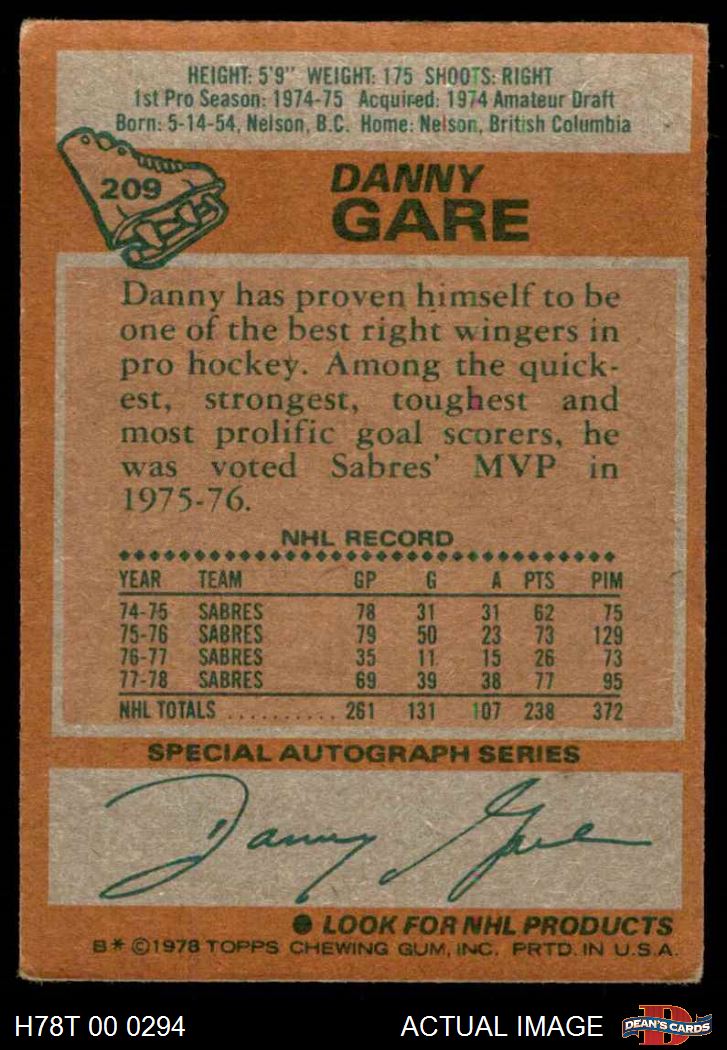 HEIGHT: 5'9" WEIGHT: 175 SHOOTS: RIGHT
1st Pro Season: 1974-75 Acquired: 1974 Amateur Draft
Born: 5-14-54, Nelson, B.C. Home: Nelson, British Columbia
209
DANNY
GARE
Danny has proven himself to be
one of the best right wingers in
pro hockey. Among the quick-
est, strongest, toughest and
most prolific goal scorers, he
was voted Sabres' MVP in
1975-76.
NHL RECORD
YEAR TEAM GP G A PTS PIM
74-75 SABRES 78 31 31 62 75
75-76 SABRES 79 50 23 73 129
76-77 SABRES 35 11 15 26 73
77-78 SABRES 69 39 38 77 95
NHL TOTALS .......... 261 131 107 238 372
SPECIAL AUTOGRAPH SERIES
Danny Gare
● LOOK FOR NHL PRODUCTS
B* ©1978 TOPPS CHEWING GUM, INC. PRTD. IN U.S.A.
H78T 00 0294 ACTUAL IMAGE D DEAN'S CARDS